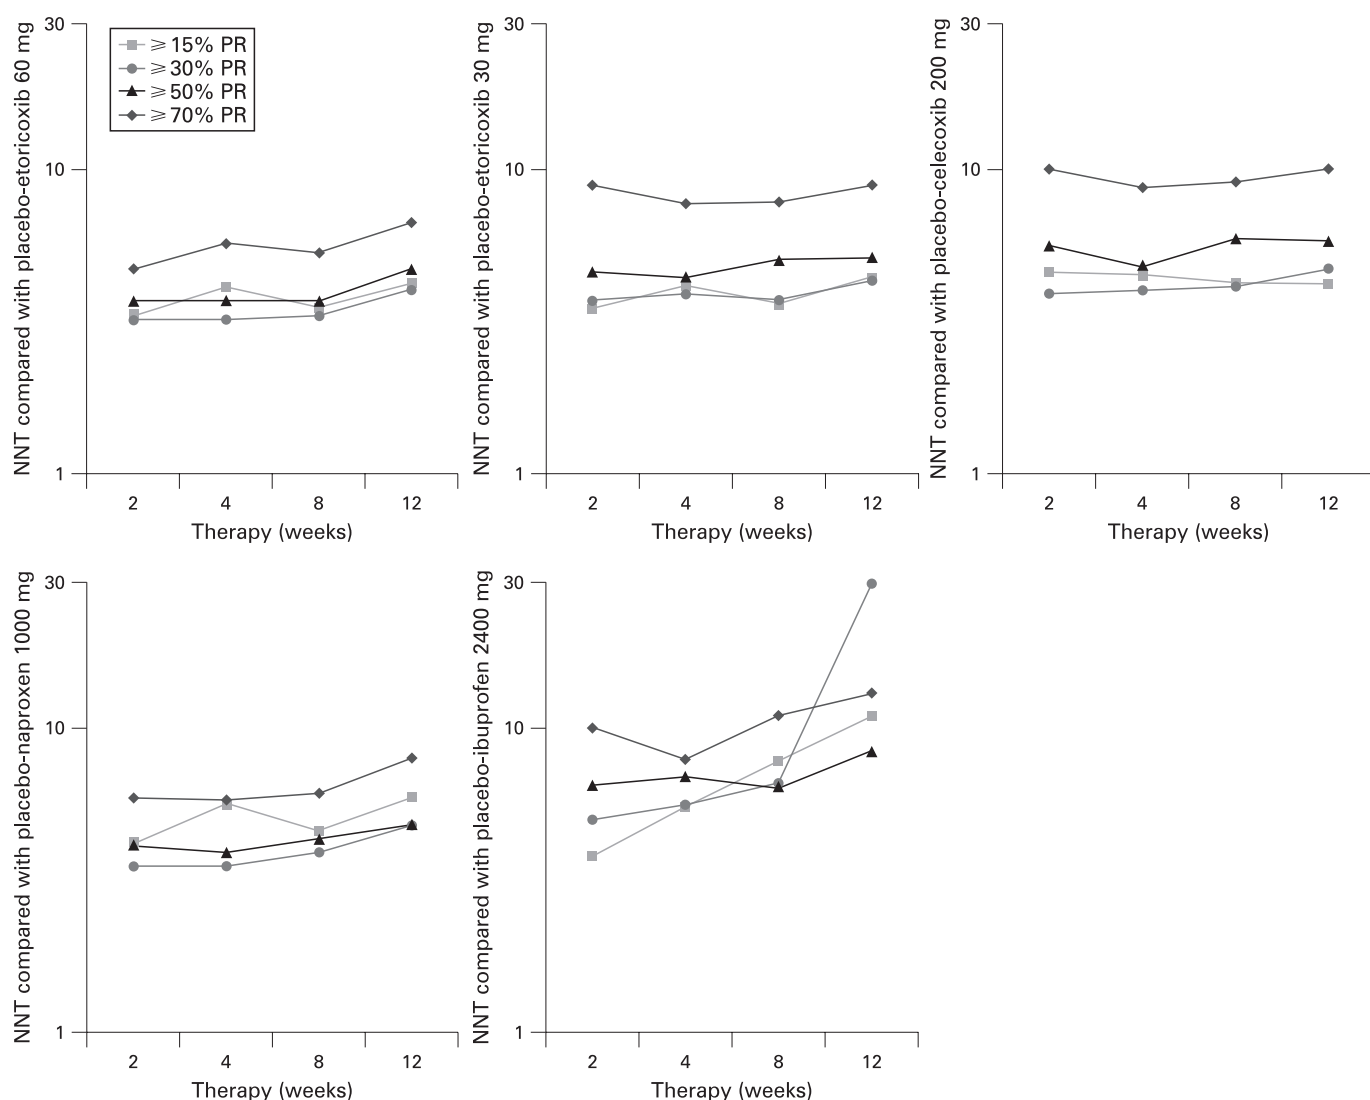 NNT compared with placebo-etoricoxib 60 mg
30
10
1
⩾ 15% PR
⩾ 30% PR
⩾ 50% PR
⩾ 70% PR
2 4 8 12
Therapy (weeks)
NNT compared with placebo-etoricoxib 30 mg
30
10
1
2 4 8 12
Therapy (weeks)
NNT compared with placebo-celecoxib 200 mg
30
10
1
2 4 8 12
Therapy (weeks)
NNT compared with placebo-naproxen 1000 mg
30
10
1
2 4 8 12
Therapy (weeks)
NNT compared with placebo-ibuprofen 2400 mg
30
10
1
2 4 8 12
Therapy (weeks)